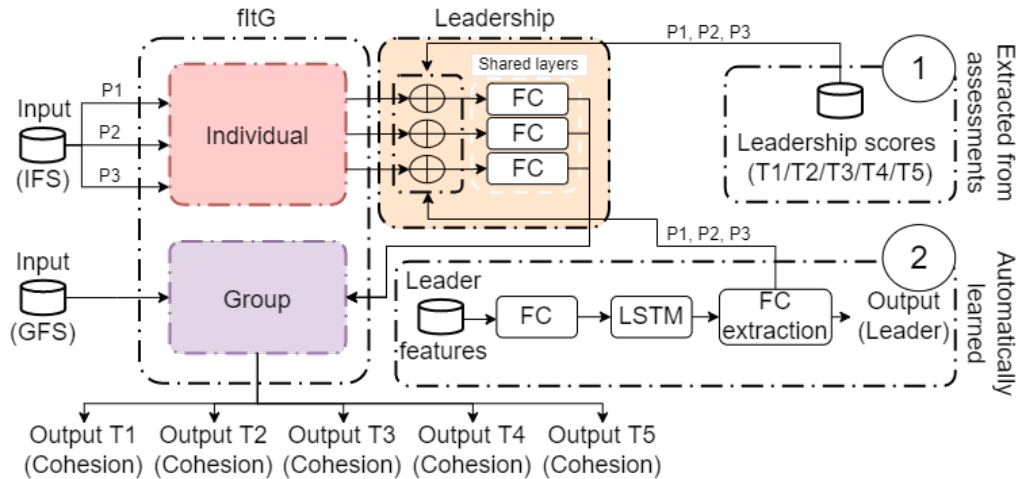 fItG
Leadership
P1, P2, P3
1
Extracted from
assessments
Shared layers
Input
(IFS)
P1
P2
P3
Individual
FC
FC
FC
Leadership scores
(T1/T2/T3/T4/T5)
P1, P2, P3
2
Automatically
learned
Input
(GFS)
Group
Leader
features
FC
LSTM
FC
extraction
Output
(Leader)
Output T1
(Cohesion)
Output T2
(Cohesion)
Output T3
(Cohesion)
Output T4
(Cohesion)
Output T5
(Cohesion)